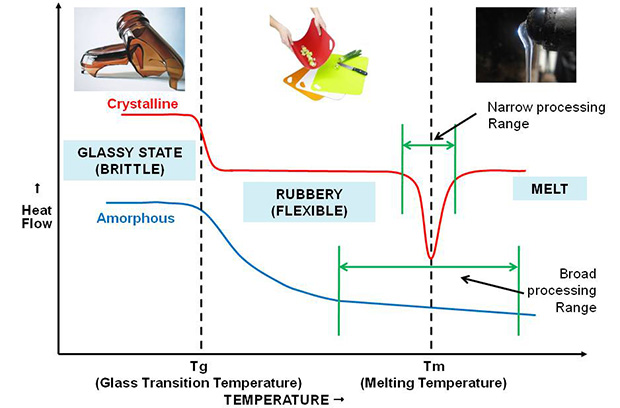 Crystalline
Narrow processing
Range
GLASSY STATE
(BRITTLE)
RUBBERY
(FLEXIBLE)
MELT
↑
Heat
Flow
Amorphous
Broad
processing
Range
Tg
(Glass Transition Temperature)
Tm
(Melting Temperature)
TEMPERATURE →